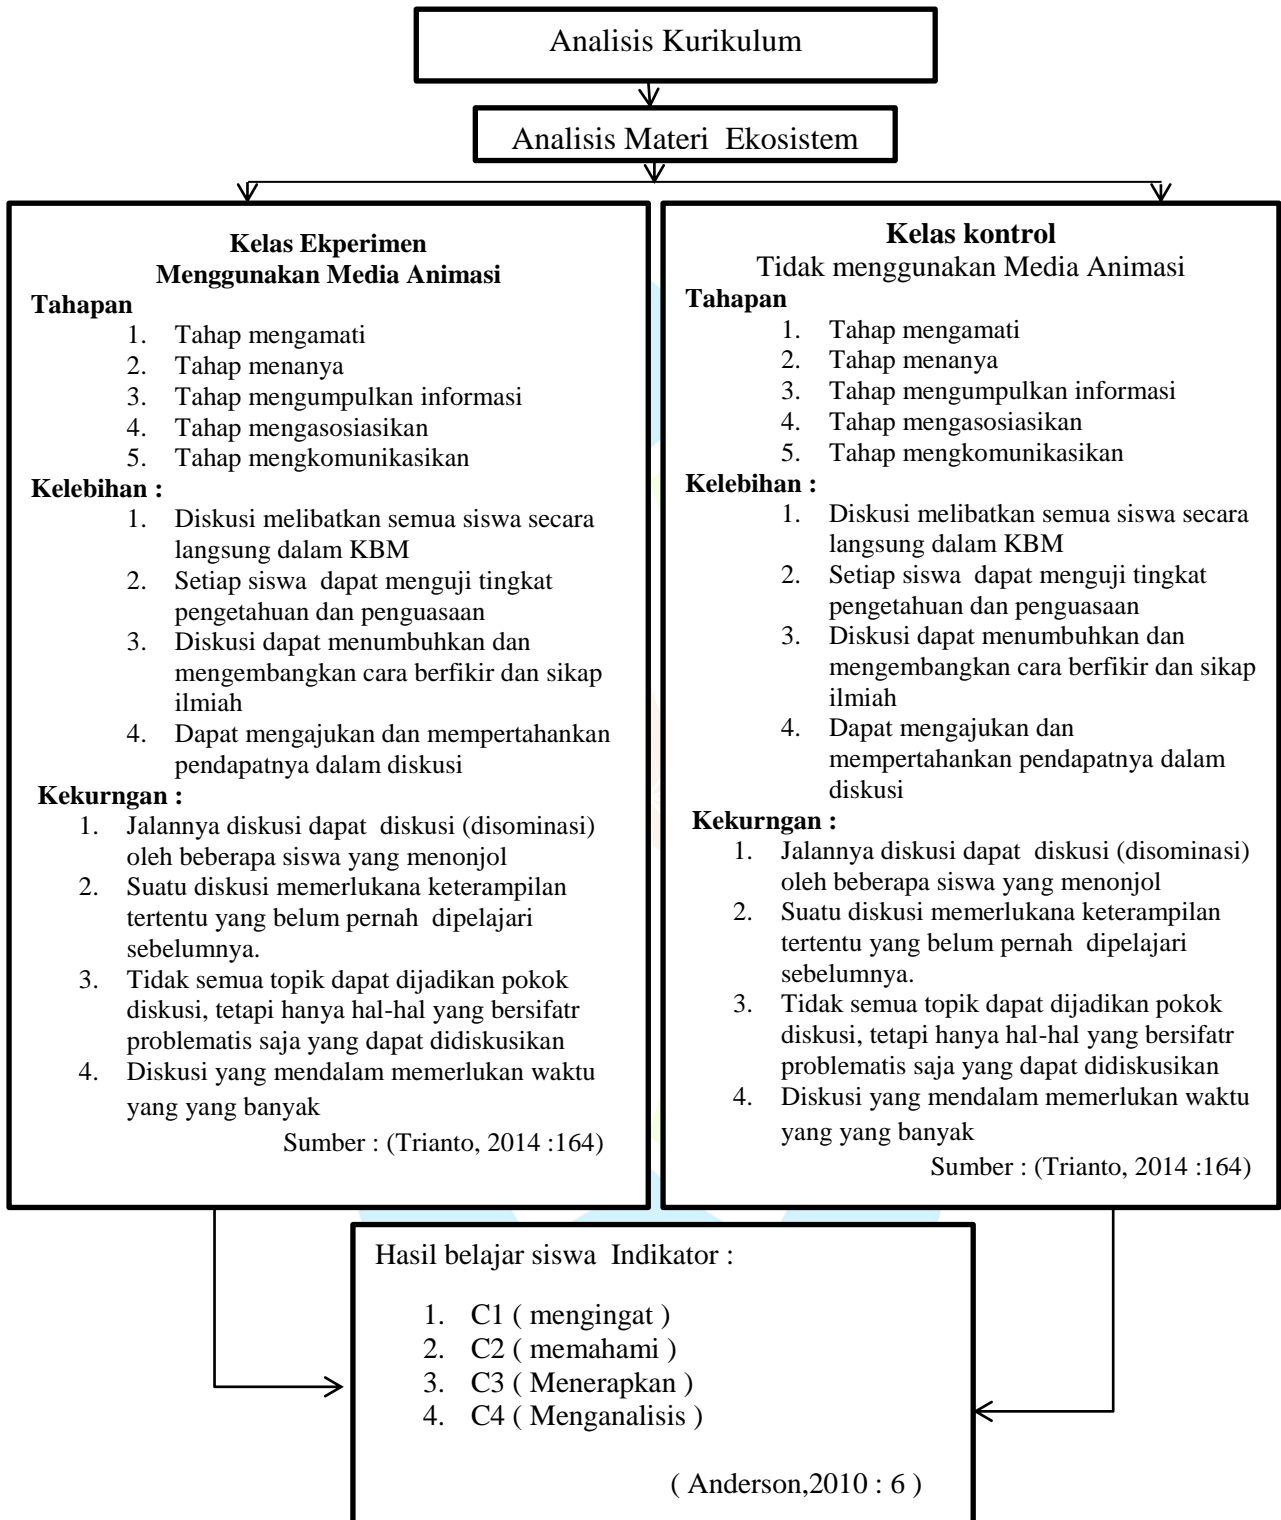 Analisis Kurikulum
Analisis Materi  Ekosistem
Kelas Ekperimen
Menggunakan Media Animasi
Tahapan
1. Tahap mengamati
2. Tahap menanya
3. Tahap mengumpulkan informasi
4. Tahap mengasosiasikan
5. Tahap mengkomunikasikan
Kelebihan :
1. Diskusi melibatkan semua siswa secara
langsung dalam KBM
2. Setiap siswa  dapat menguji tingkat
pengetahuan dan penguasaan
3. Diskusi dapat menumbuhkan dan
mengembangkan cara berfikir dan sikap
ilmiah
4. Dapat mengajukan dan mempertahankan
pendapatnya dalam diskusi
Kekurngan :
1. Jalannya diskusi dapat  diskusi (disominasi)
oleh beberapa siswa yang menonjol
2. Suatu diskusi memerlukana keterampilan
tertentu yang belum pernah  dipelajari
sebelumnya.
3. Tidak semua topik dapat dijadikan pokok
diskusi, tetapi hanya hal-hal yang bersifatr
problematis saja yang dapat didiskusikan
4. Diskusi yang mendalam memerlukan waktu
yang yang banyak
Sumber : (Trianto, 2014 :164)
Kelas kontrol
Tidak menggunakan Media Animasi
Tahapan
1. Tahap mengamati
2. Tahap menanya
3. Tahap mengumpulkan informasi
4. Tahap mengasosiasikan
5. Tahap mengkomunikasikan
Kelebihan :
1. Diskusi melibatkan semua siswa secara
langsung dalam KBM
2. Setiap siswa  dapat menguji tingkat
pengetahuan dan penguasaan
3. Diskusi dapat menumbuhkan dan
mengembangkan cara berfikir dan sikap
ilmiah
4. Dapat mengajukan dan
mempertahankan pendapatnya dalam
diskusi
Kekurngan :
1. Jalannya diskusi dapat  diskusi (disominasi)
oleh beberapa siswa yang menonjol
2. Suatu diskusi memerlukana keterampilan
tertentu yang belum pernah  dipelajari
sebelumnya.
3. Tidak semua topik dapat dijadikan pokok
diskusi, tetapi hanya hal-hal yang bersifatr
problematis saja yang dapat didiskusikan
4. Diskusi yang mendalam memerlukan waktu
yang yang banyak
Sumber : (Trianto, 2014 :164)
Hasil belajar siswa  Indikator :
1. C1 ( mengingat )
2. C2 ( memahami )
3. C3 ( Menerapkan )
4. C4 ( Menganalisis )
( Anderson,2010 : 6 )